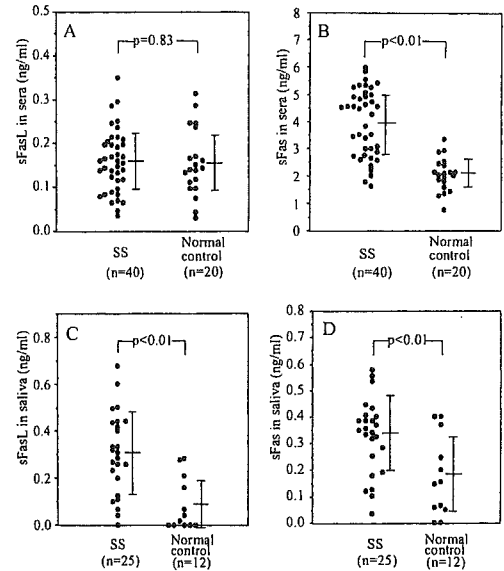 A
p=0.83
sFasL in sera (ng/ml)
0.5
0.4
0.3
0.2
0.1
0.0
SS
(n=40)
Normal
control
(n=20)
B
p<0.01
sFas in sera (ng/ml)
8
6
4
2
0
SS
(n=40)
Normal
control
(n=20)
C
p<0.01
sFasL in saliva (ng/ml)
0.8
0.6
0.4
0.2
0.0
SS
(n=25)
Normal
control
(n=12)
D
p<0.01
sFas in saliva (ng/ml)
0.8
0.7
0.6
0.5
0.4
0.3
0.2
0.1
0.0
SS
(n=25)
Normal
control
(n=12)